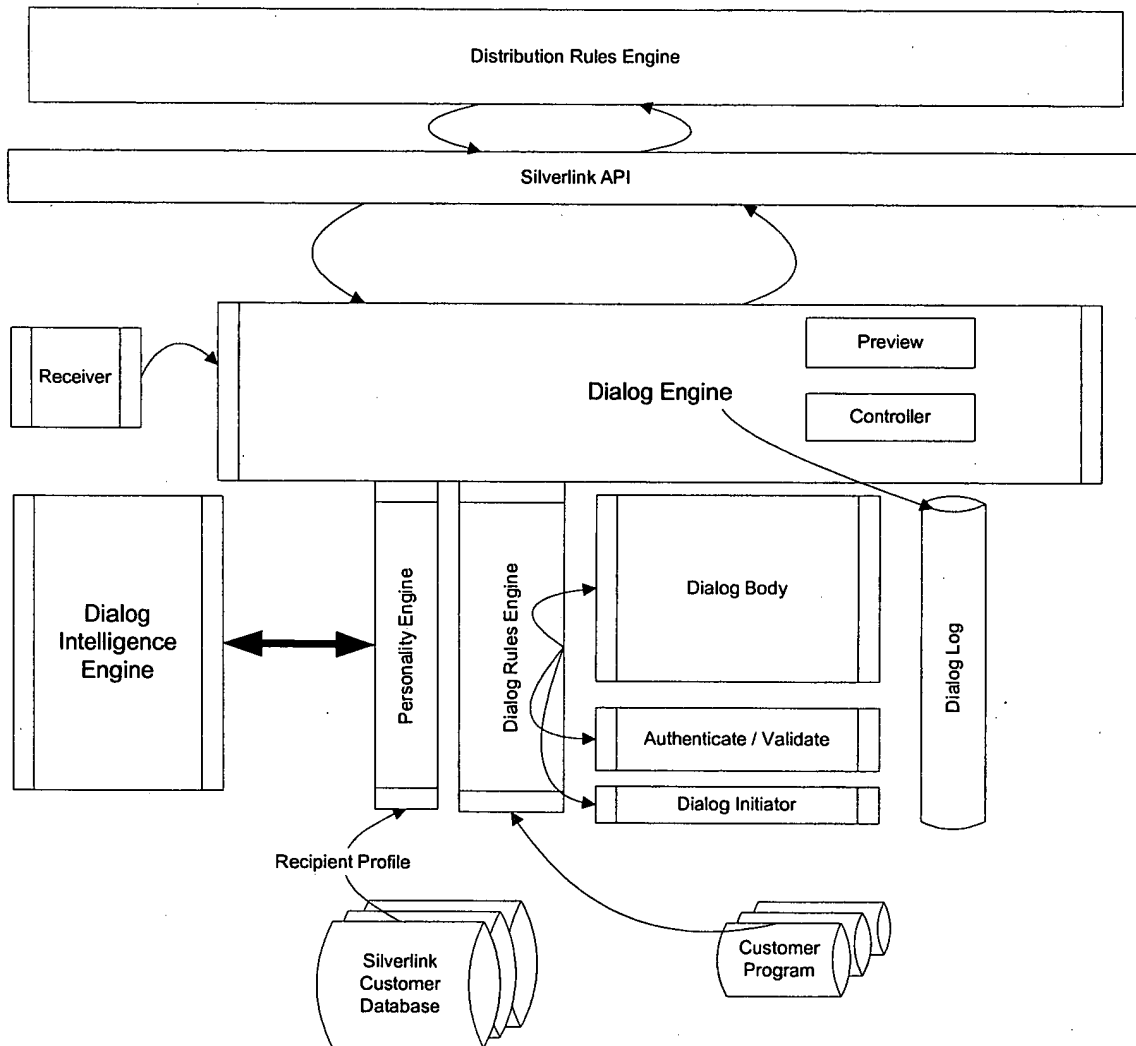 Distribution Rules Engine
Silverlink API
Preview
Receiver
Dialog Engine
Controller
Dialog
Intelligence
Engine
Personality Engine
Dialog Rules Engine
Dialog Body
Authenticate / Validate
Dialog Initiator
Dialog Log
Recipient Profile
Silverlink
Customer
Database
Customer
Program